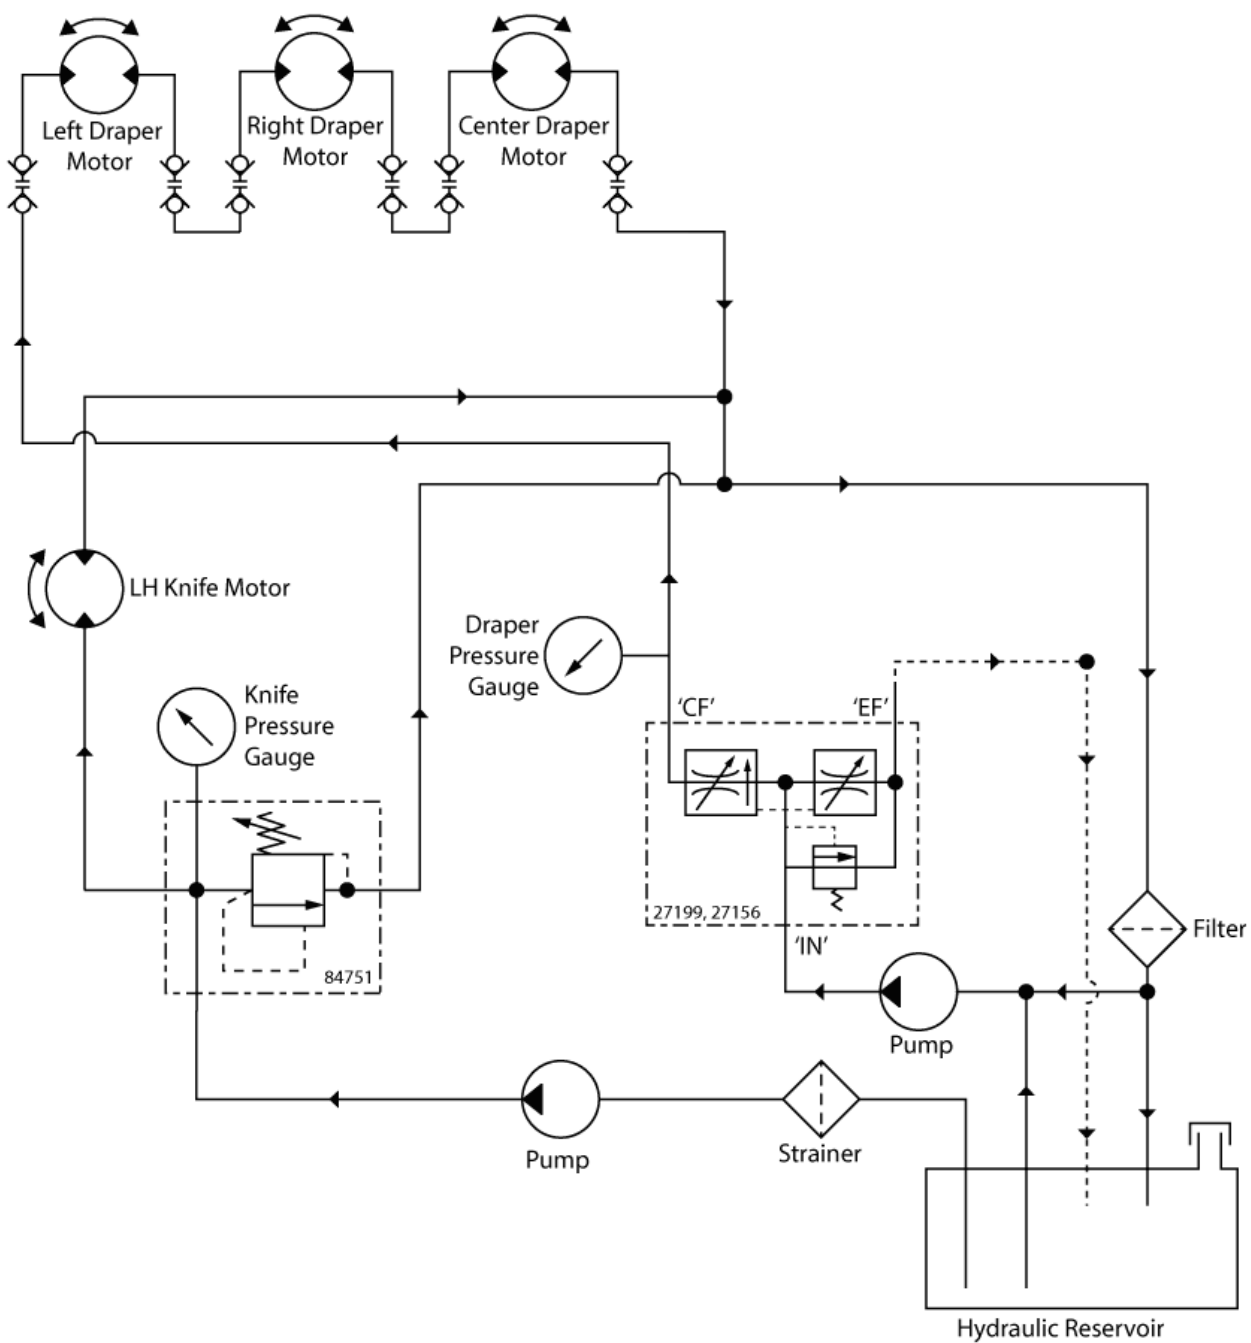 Left Draper
Motor
Right Draper
Motor
Center Draper
Motor
LH Knife Motor
Draper
Pressure
Gauge
Knife
Pressure
Gauge
‘CF’
‘EF’
27199, 27156
‘IN’
84751
Filter
Pump
Pump
Strainer
Hydraulic Reservoir